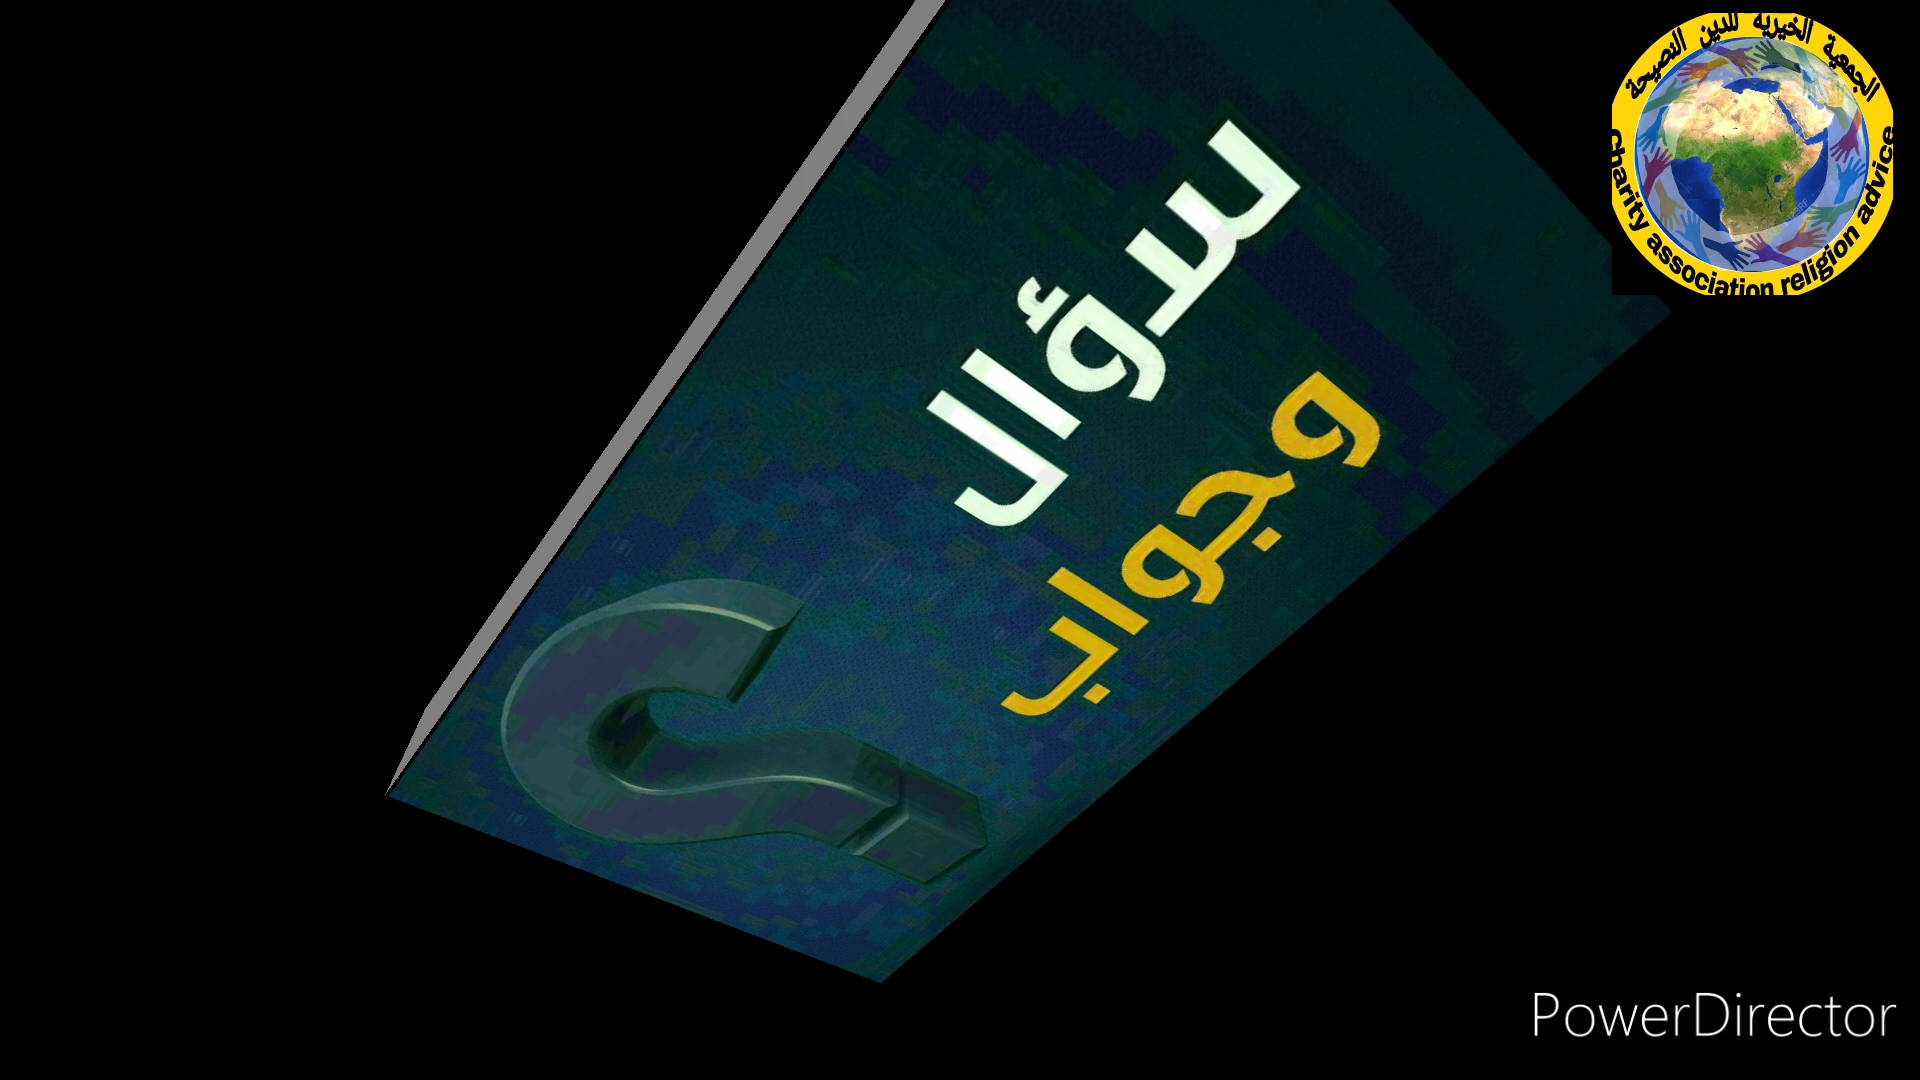 سؤال
وجواب
الجمعية الخيرية للدين النصيحة
charity association religion advice
PowerDirector